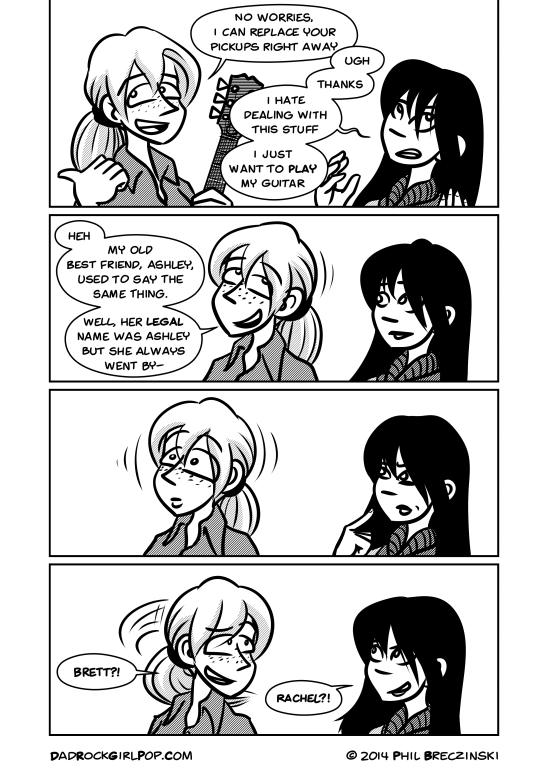 NO WORRIES,
I CAN REPLACE YOUR
PICKUPS RIGHT AWAY
UGH
THANKS
I HATE
DEALING WITH
THIS STUFF
I JUST
WANT TO PLAY
MY GUITAR
HEH
MY OLD
BEST FRIEND, ASHLEY,
USED TO SAY THE
SAME THING.
WELL, HER LEGAL
NAME WAS ASHLEY
BUT SHE ALWAYS
WENT BY–
BRETT?!
RACHEL?!
DADROCKGIRLPOP.COM
© 2014 PHIL BRECZINSKI